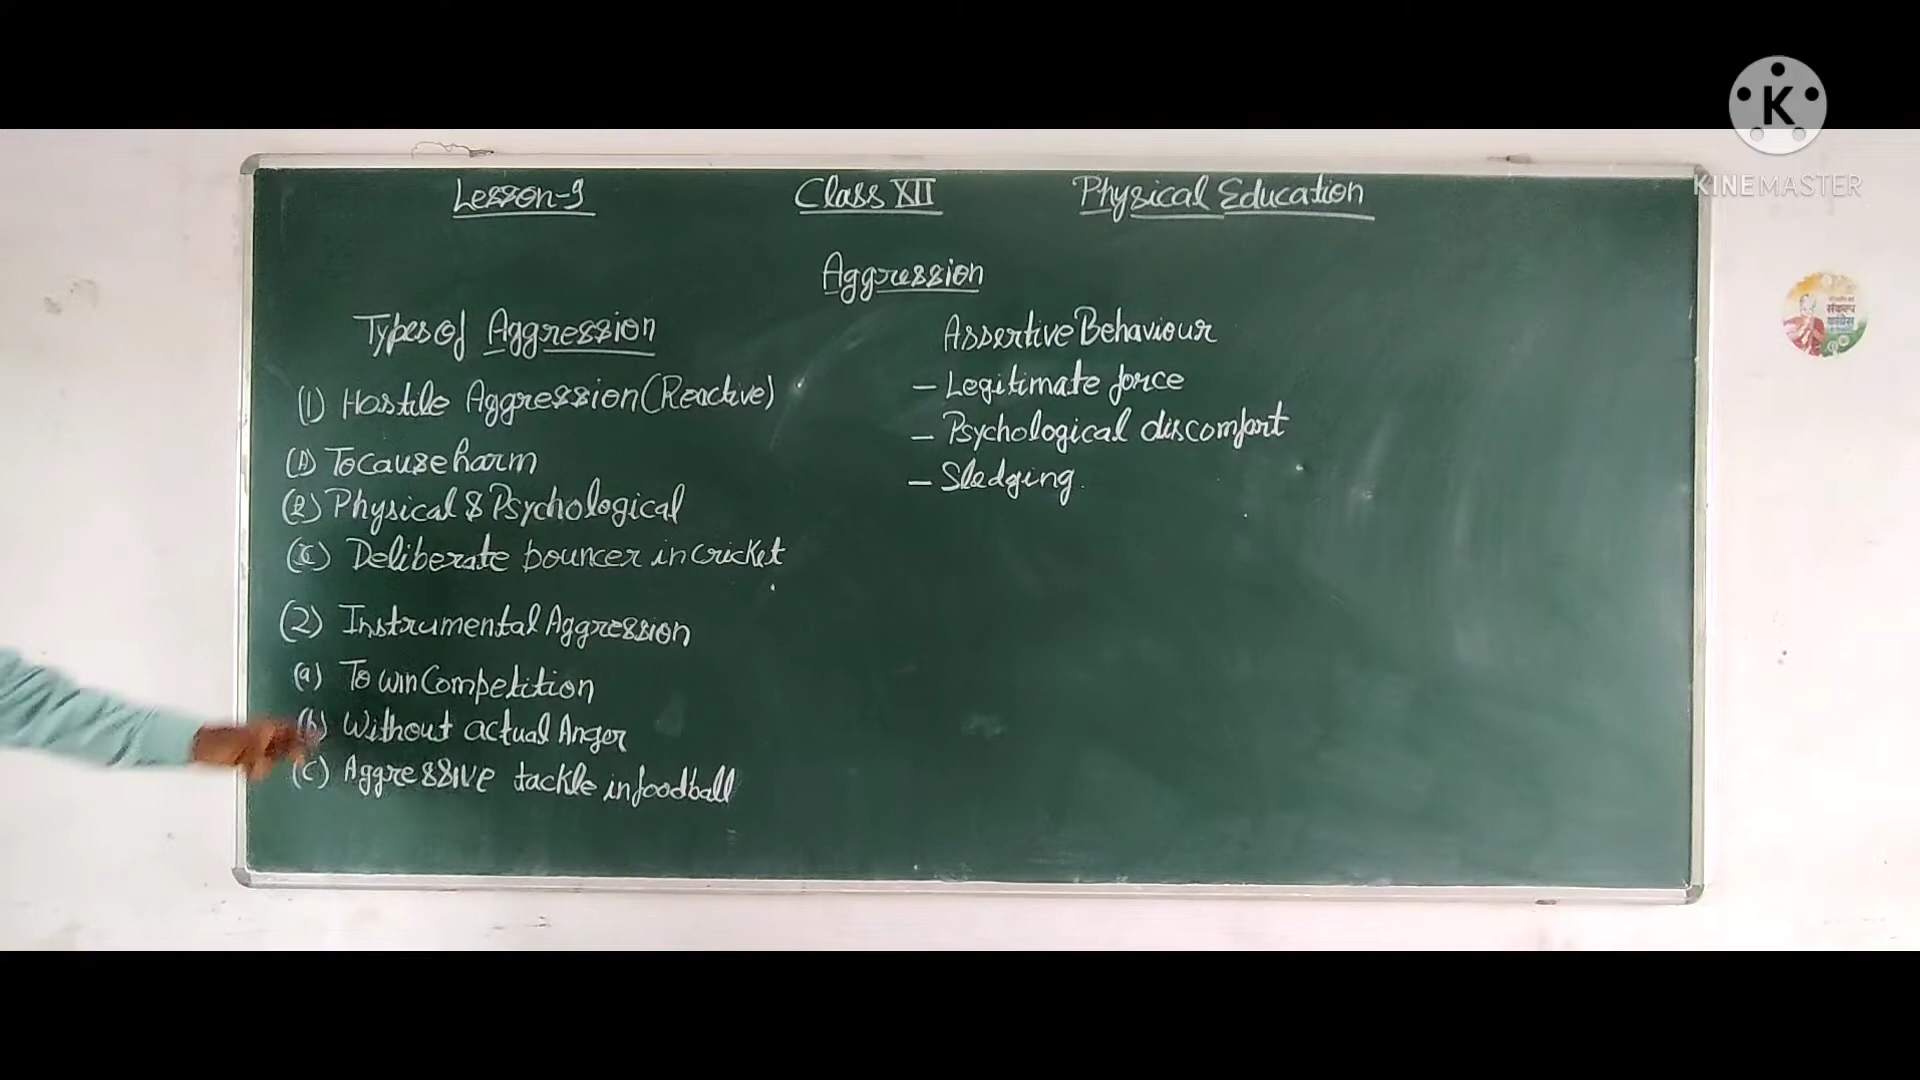 Lesson-9 Class XII Physical Education
Aggression
Types of Aggression
(1) Hostile Aggression (Reactive)
(A) To cause harm
(B) Physical & Psychological
(C) Deliberate bouncer in cricket
(2) Instrumental Aggression
(a) To win Competition
(b) Without actual Anger
(c) Aggressive tackle in foodball
Assertive Behaviour
- Legitimate force
- Psychological discomfort
- Sledging.
K
KINEMASTER
संकल्प